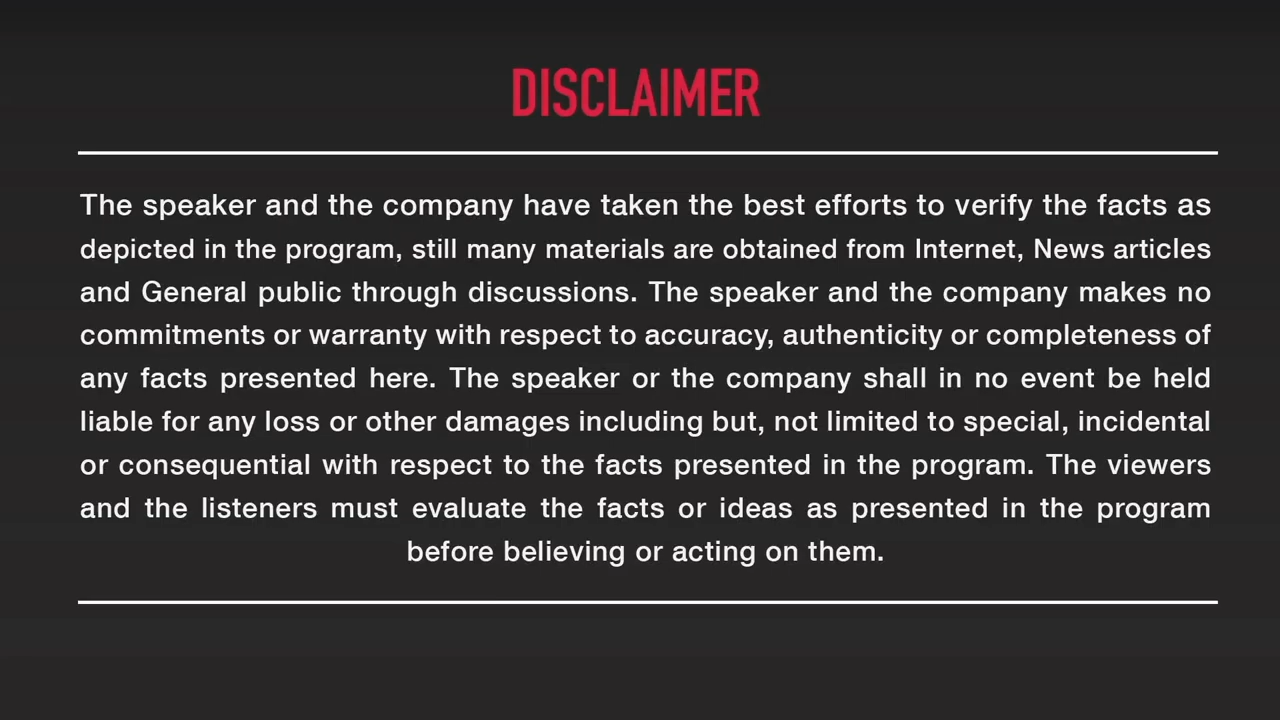 DISCLAIMER
The speaker and the company have taken the best efforts to verify the facts as
depicted in the program, still many materials are obtained from Internet, News articles
and General public through discussions. The speaker and the company makes no
commitments or warranty with respect to accuracy, authenticity or completeness of
any facts presented here. The speaker or the company shall in no event be held
liable for any loss or other damages including but, not limited to special, incidental
or consequential with respect to the facts presented in the program. The viewers
and the listeners must evaluate the facts or ideas as presented in the program
before believing or acting on them.